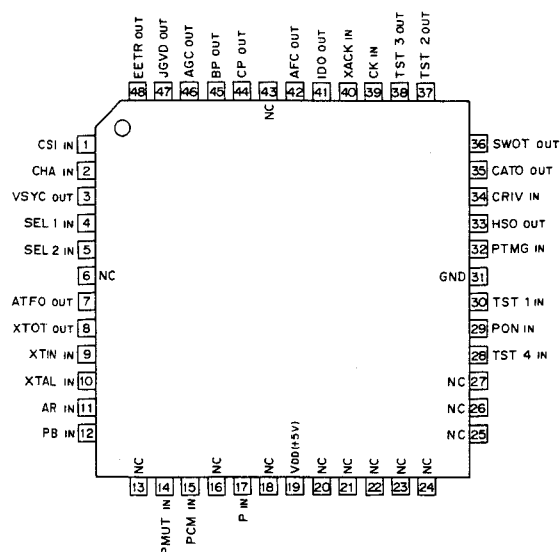 EETR OUT
JGVD OUT
AGC OUT
BP OUT
CP OUT
AFC OUT
IDO OUT
XACK IN
CK IN
TST 3 OUT
TST 2 OUT
48 47 46 45 44 43 42 41 40 39 38 37
NC
CSI IN 1
CHA IN 2
VSYC OUT 3
SEL 1 IN 4
SEL 2 IN 5
6 NC
ATFO OUT 7
XTOT OUT 8
XTIN IN 9
XTAL IN 10
AR IN 11
PB IN 12
36 SWOT OUT
35 CATO OUT
34 CRIV IN
33 HSO OUT
32 PTMG IN
GND 31
30 TST 1 IN
29 PON IN
28 TST 4 IN
NC 27
NC 26
NC 25
NC
NC
NC
VDD(+5V)
NC
NC
NC
NC
NC
13 14 15 16 17 18 19 20 21 22 23 24
PMUT IN
PCM IN
P IN